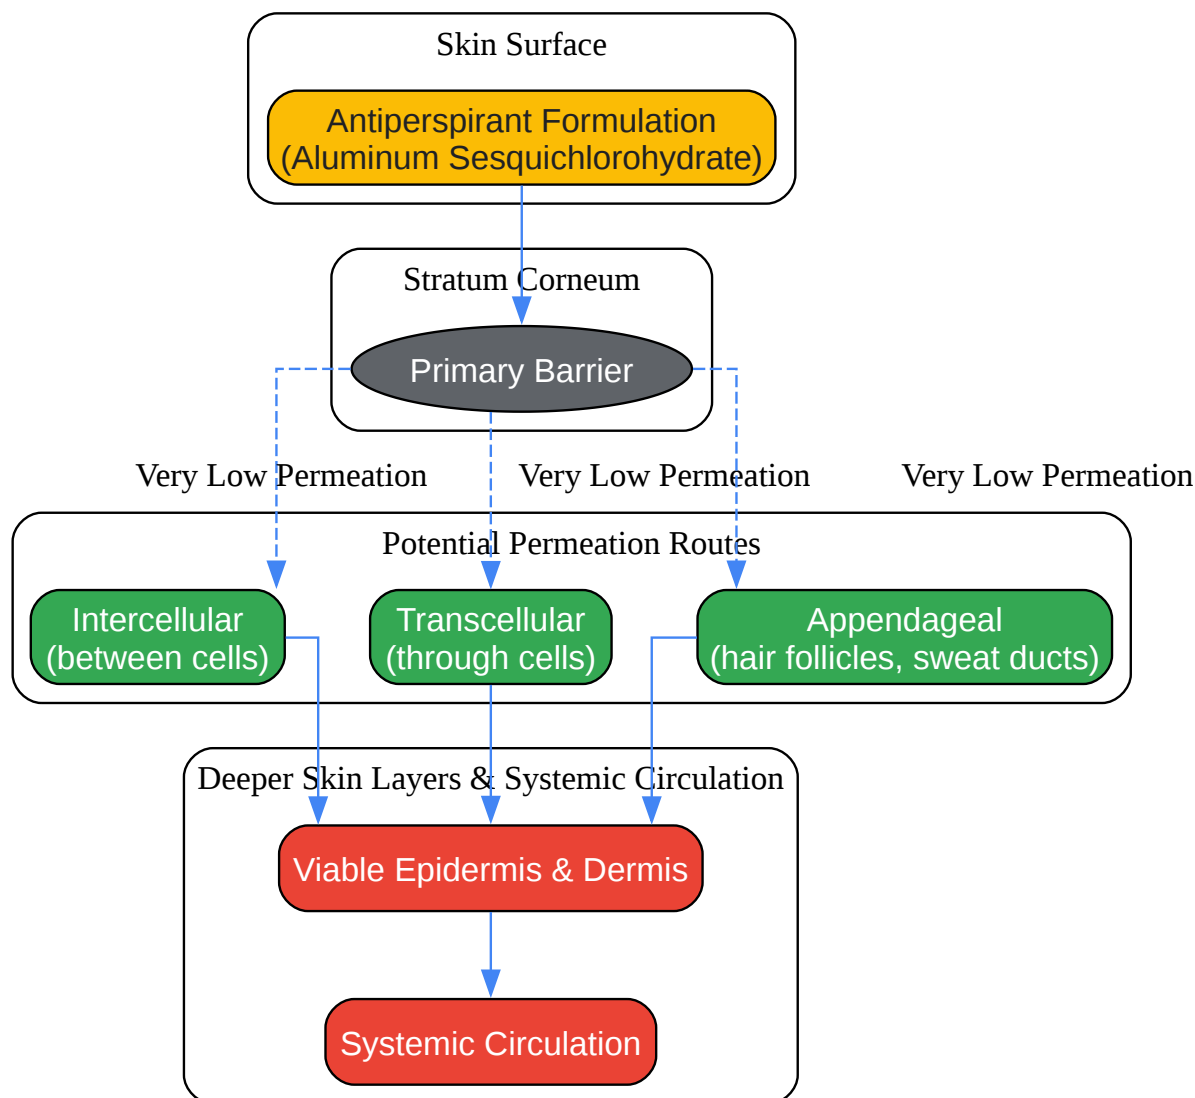 Skin Surface
Antiperspirant Formulation
(Aluminum Sesquichlorohydrate)
Stratum Corneum
Primary Barrier
Very Low Permeation
Very Low Permeation
Very Low Permeation
Potential Permeation Routes
Intercellular
(between cells)
Transcellular
(through cells)
Appendageal
(hair follicles, sweat ducts)
Deeper Skin Layers & Systemic Circulation
Viable Epidermis & Dermis
Systemic Circulation